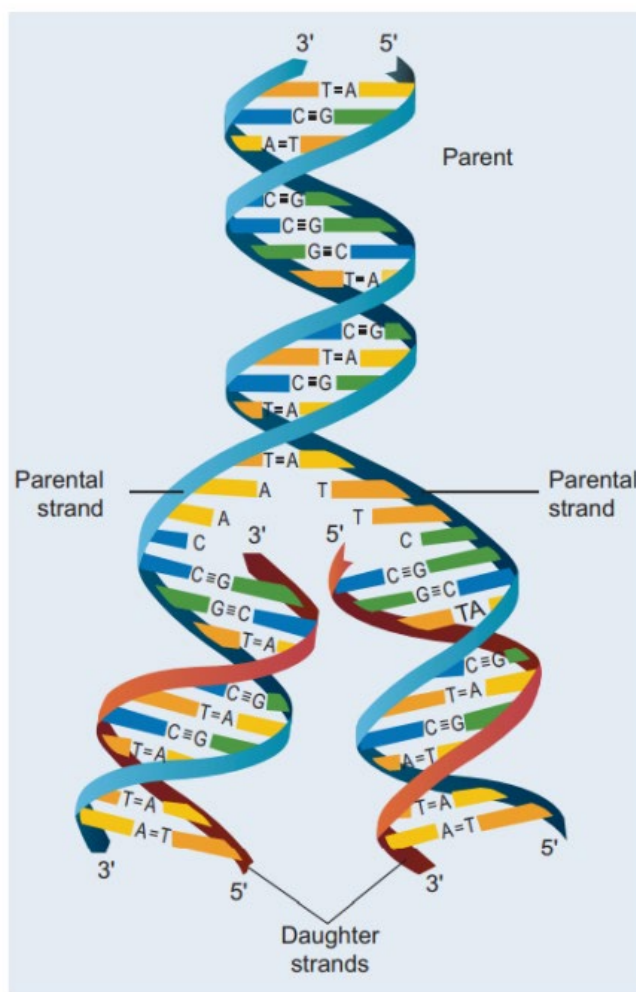 3' 5'
T=A
C≡G
A=T
Parent
C≡G
C≡G
G≡C
T=A
C≡G
T=A
C≡G
T=A
T=A
Parental
strand
Parental
strand
A T
A T
C 3' 5' C
C≡G C≡G
G≡C G≡C
T=A TA
C≡G C≡G
T=A T=A
C≡G C≡G
T=A A=T
T=A T=A
A=T A=T
3' 5' 3' 5'
Daughter
strands